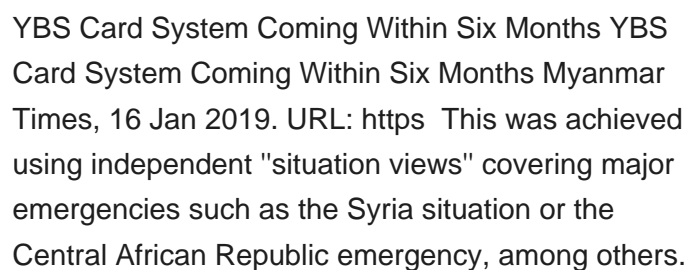 YBS Card System Coming Within Six Months YBS
Card System Coming Within Six Months Myanmar
Times, 16 Jan 2019. URL: https  This was achieved
using independent "situation views" covering major
emergencies such as the Syria situation or the
Central African Republic emergency, among others.